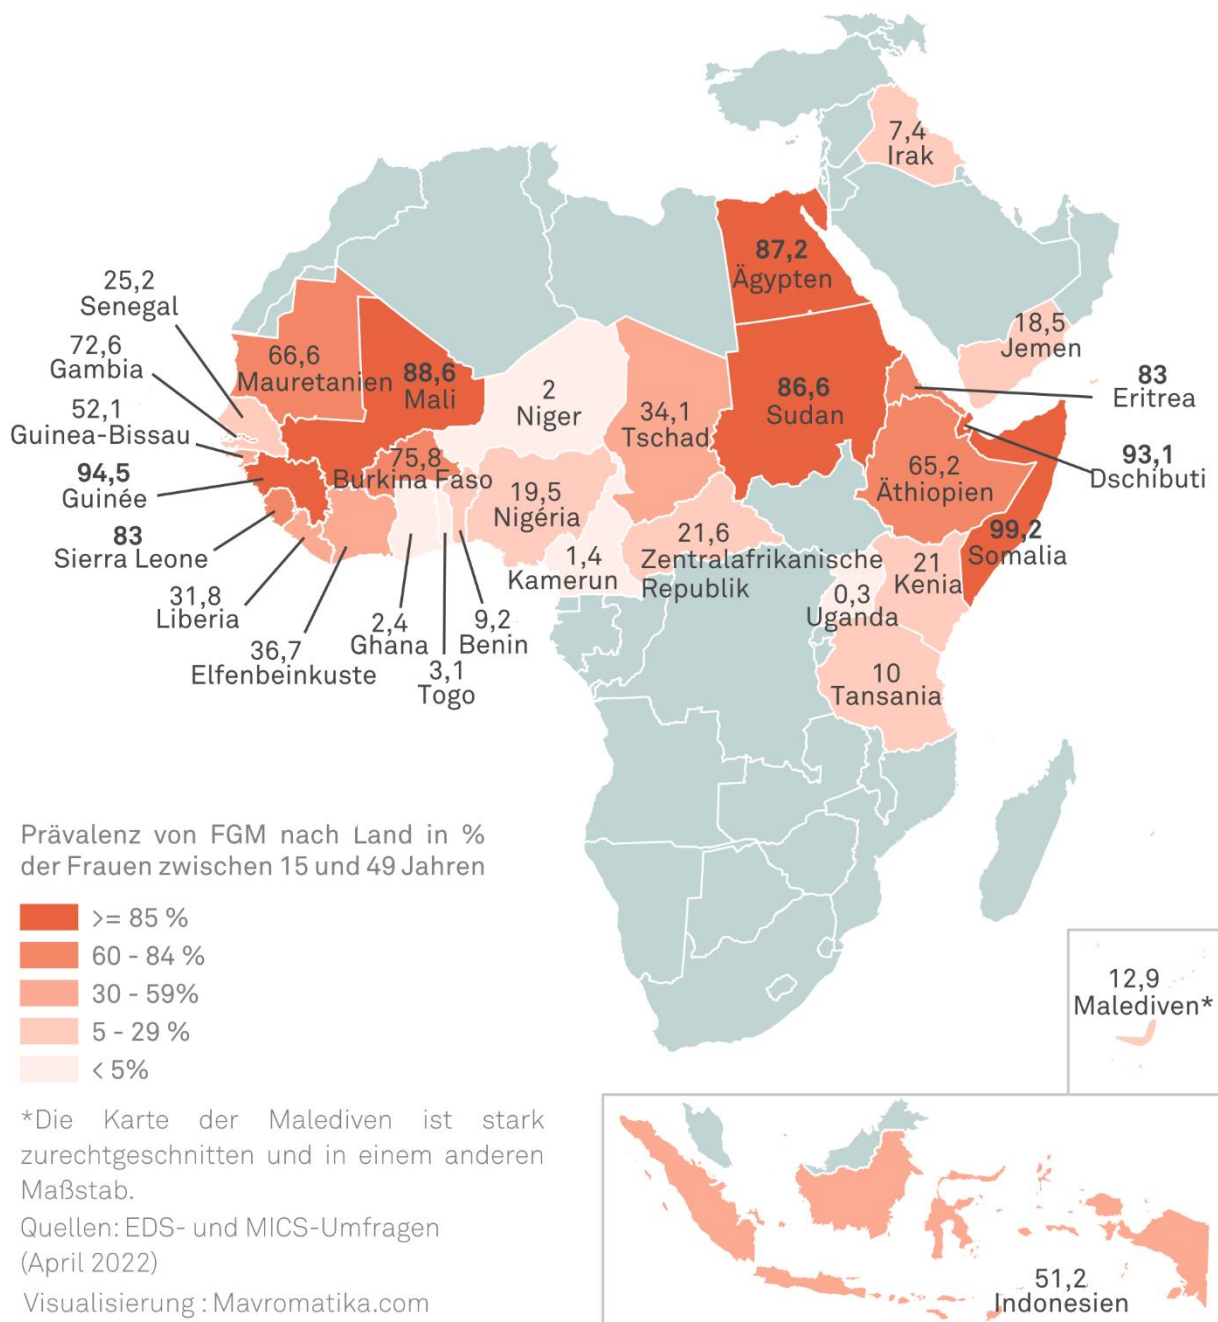 7,4
Irak
87,2
Ägypten
25,2
Senegal
18,5
Jemen
72,6
Gambia
66,6
Mauretanien
88,6
Mali
2
Niger
34,1
Tschad
86,6
Sudan
83
Eritrea
52,1
Guinea-Bissau
75,8
Burkina Faso
93,1
Dschibuti
94,5
Guinée
19,5
Nigéria
65,2
Äthiopien
83
Sierra Leone
21,6
Zentralafrikanische
Republik
99,2
Somalia
1,4
Kamerun
21
Kenia
31,8
Liberia
0,3
Uganda
36,7
Elfenbeinkuste
2,4
Ghana
3,1
Togo
9,2
Benin
10
Tansania
Prävalenz von FGM nach Land in %
der Frauen zwischen 15 und 49 Jahren
>= 85 %
60 - 84 %
30 - 59%
5 - 29 %
< 5%
12,9
Malediven*
*Die Karte der Malediven ist stark
zurechtgeschnitten und in einem anderen
Maßstab.
Quellen: EDS- und MICS-Umfragen
(April 2022)
Visualisierung : Mavromatika.com
51,2
Indonesien